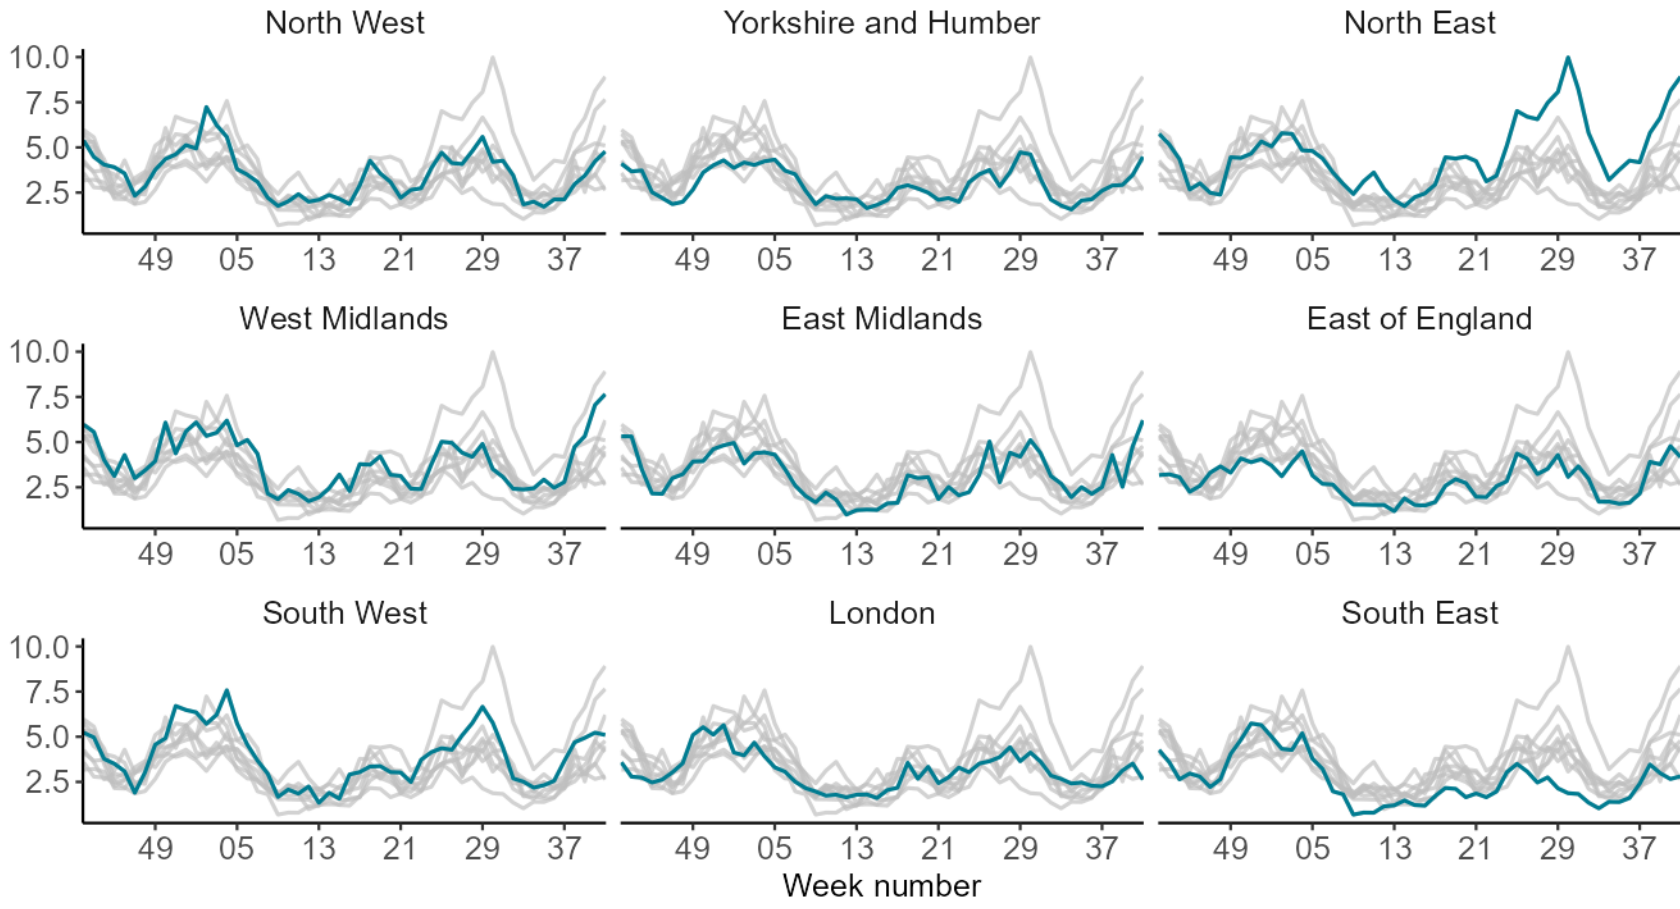 North West Yorkshire and Humber North East
10.0
7.5
5.0
2.5
49 05 13 21 29 37 49 05 13 21 29 37 49 05 13 21 29 37
West Midlands East Midlands East of England
10.0
7.5
5.0
2.5
49 05 13 21 29 37 49 05 13 21 29 37 49 05 13 21 29 37
South West London South East
10.0
7.5
5.0
2.5
49 05 13 21 29 37 49 05 13 21 29 37 49 05 13 21 29 37
Week number